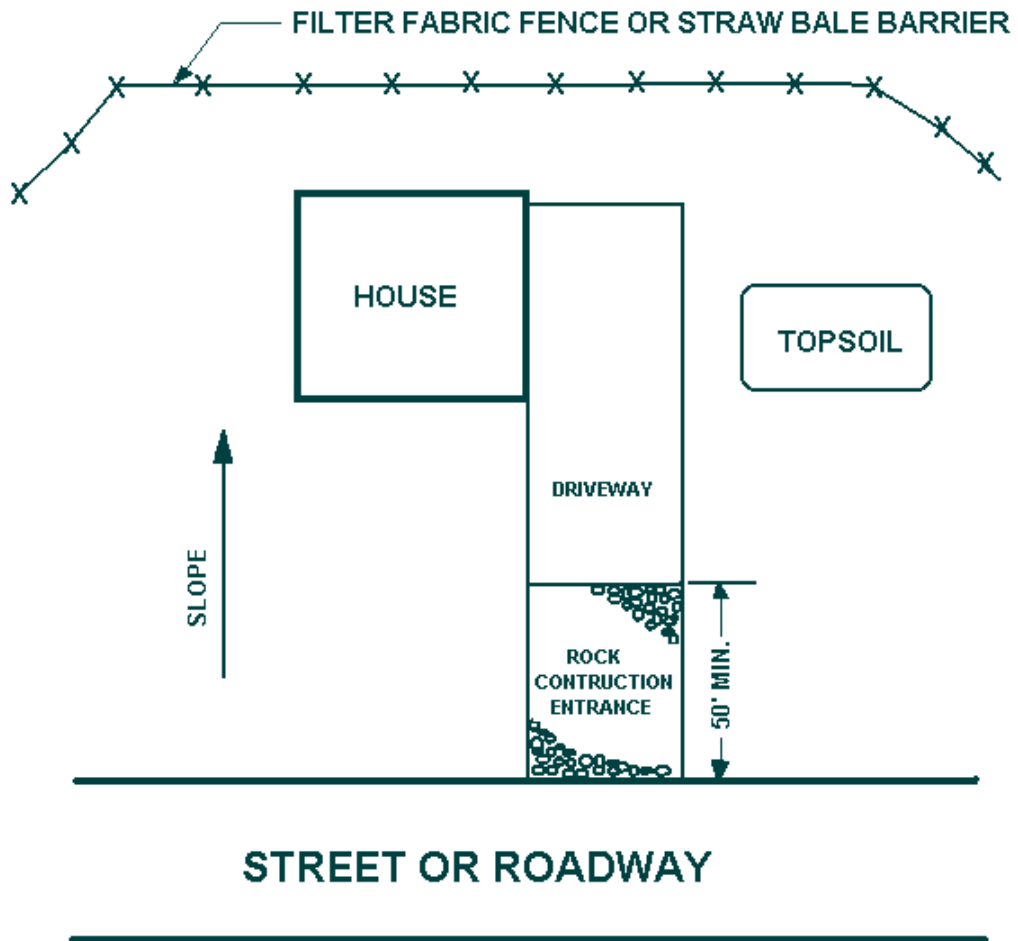 FILTER FABRIC FENCE OR STRAW BALE BARRIER
HOUSE
TOPSOIL
DRIVEWAY
SLOPE
ROCK
CONTRUCTION
ENTRANCE
50' MIN.
STREET OR ROADWAY